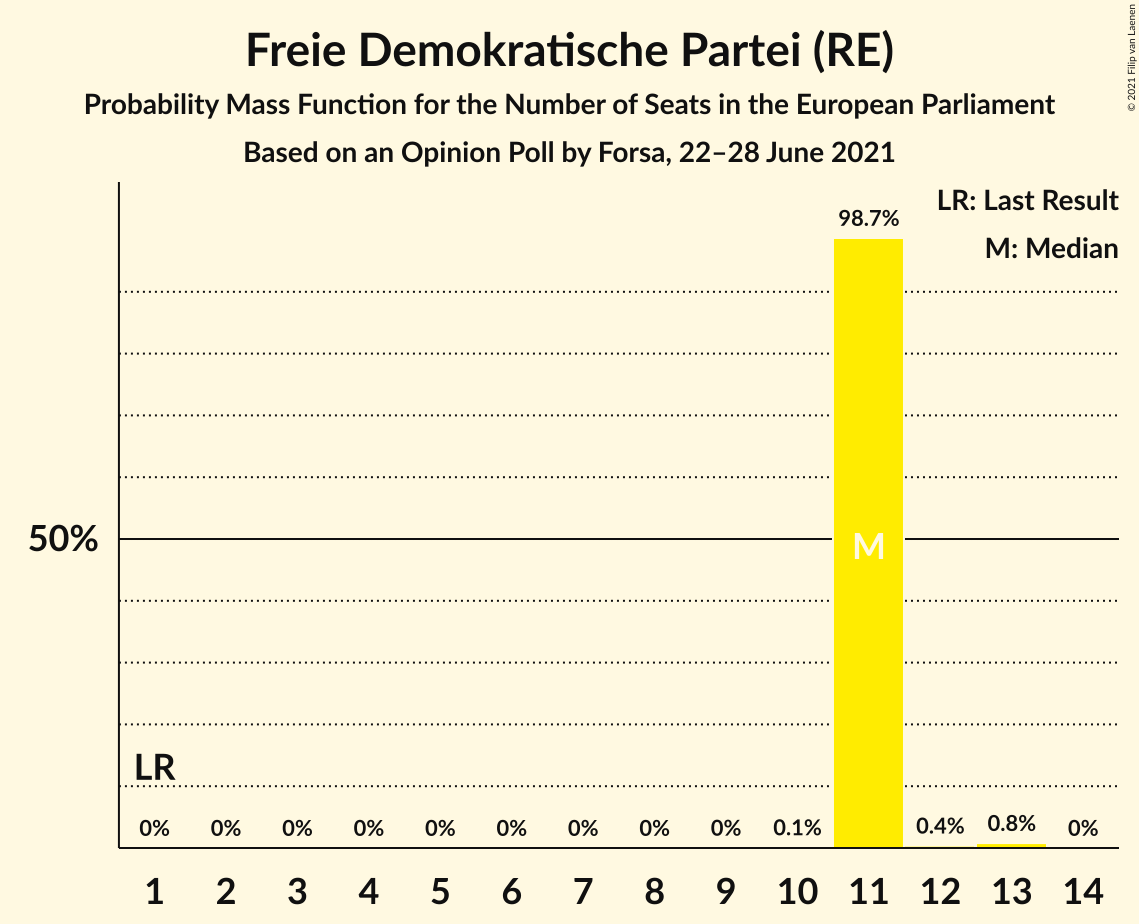 Freie Demokratische Partei (RE)
Probability Mass Function for the Number of Seats in the European Parliament
Based on an Opinion Poll by Forsa, 22–28 June 2021
© 2021 Filip van Laenen
LR: Last Result
M: Median
98.7%
50%
M
LR
0% 0% 0% 0% 0% 0% 0% 0% 0% 0.1% 0.4% 0.8% 0%
1 2 3 4 5 6 7 8 9 10 11 12 13 14